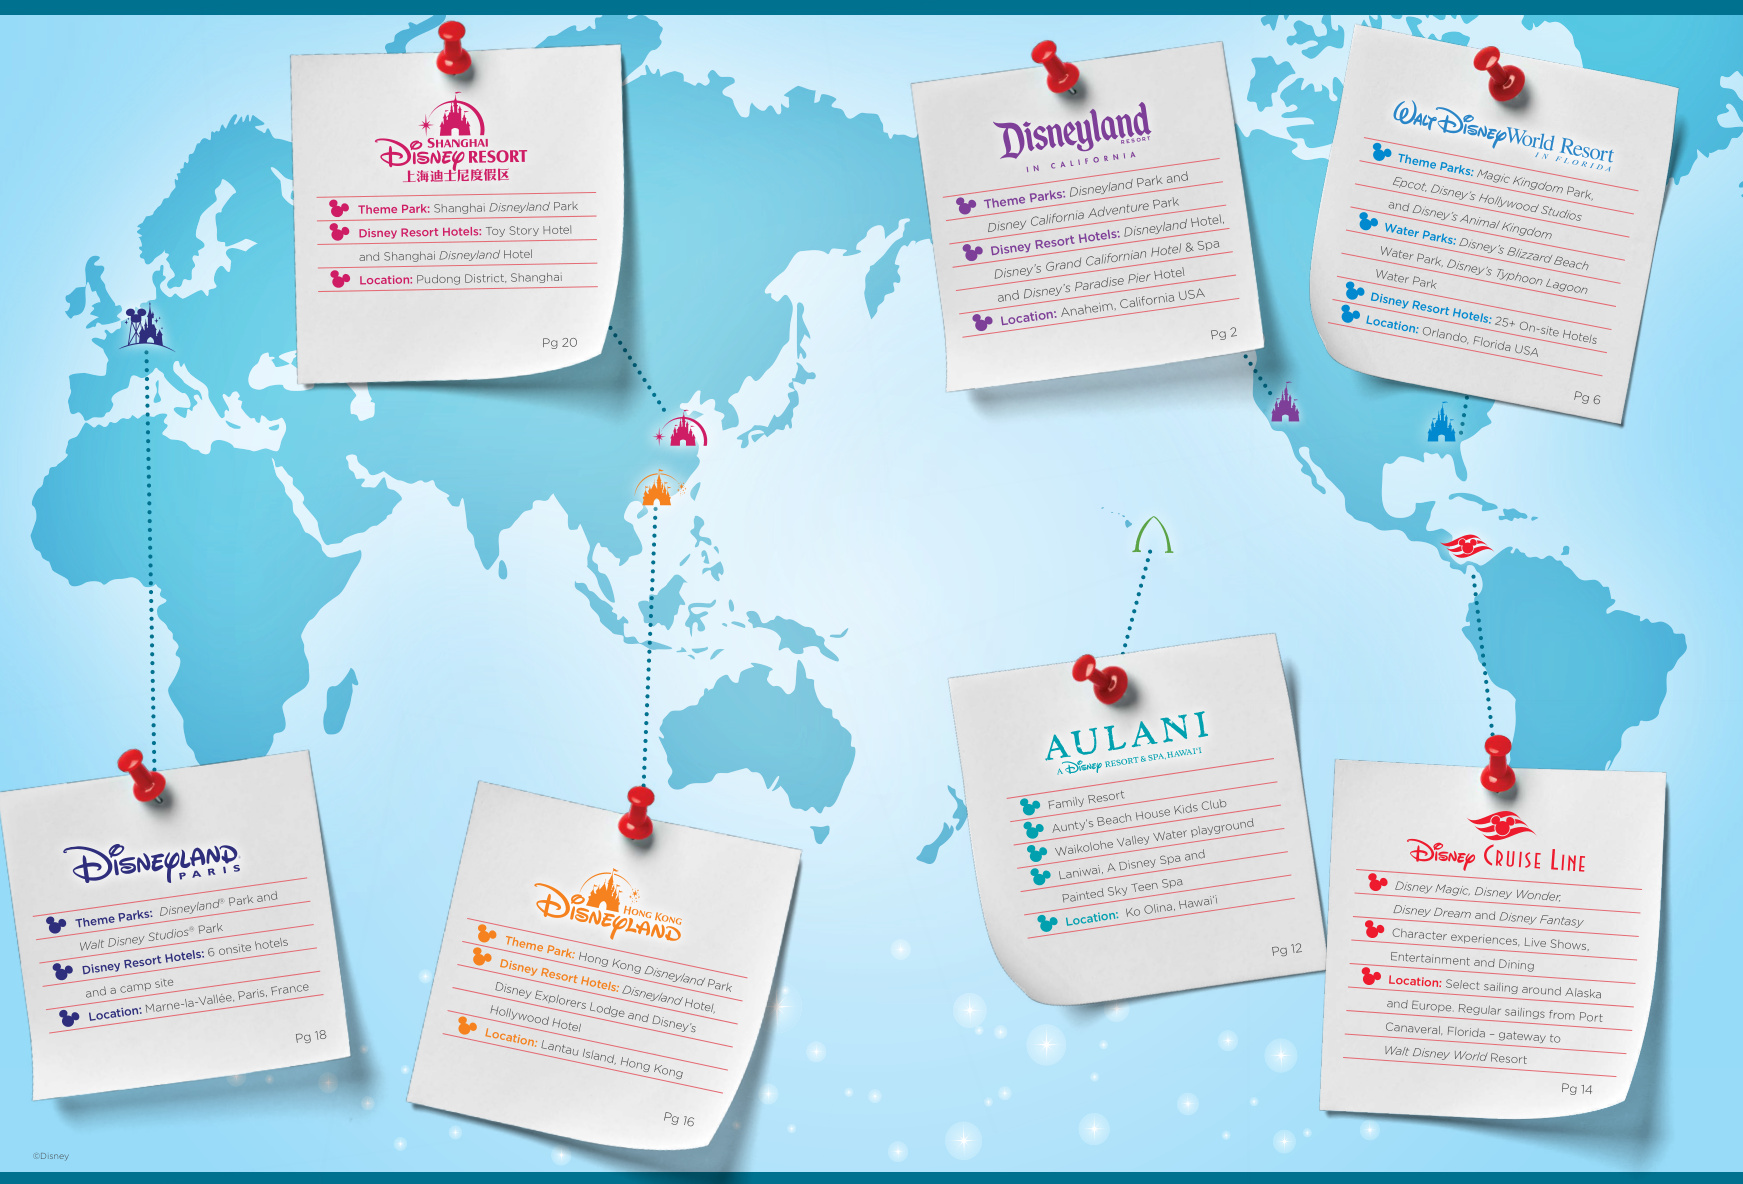 SHANGHAI
Disney RESORT
上海迪士尼度假区
Theme Park: Shanghai Disneyland Park
Disney Resort Hotels: Toy Story Hotel
and Shanghai Disneyland Hotel
Location: Pudong District, Shanghai
Pg 20
Disneyland
RESORT
IN CALIFORNIA
Theme Parks: Disneyland Park and
Disney California Adventure Park
Disney Resort Hotels: Disneyland Hotel,
Disney's Grand Californian Hotel & Spa
and Disney's Paradise Pier Hotel
Location: Anaheim, California USA
Pg 2
Walt Disney World Resort
IN FLORIDA
Theme Parks: Magic Kingdom Park,
Epcot, Disney's Hollywood Studios
and Disney's Animal Kingdom
Water Parks: Disney's Blizzard Beach
Water Park, Disney's Typhoon Lagoon
Water Park
Disney Resort Hotels: 25+ On-site Hotels
Location: Orlando, Florida USA
Pg 6
Disneyland
PARIS
Theme Parks: Disneyland® Park and
Walt Disney Studios® Park
Disney Resort Hotels: 6 onsite hotels
and a camp site
Location: Marne-la-Vallée, Paris, France
Pg 18
HONG KONG
Disneyland
Theme Park: Hong Kong Disneyland Park
Disney Resort Hotels: Disneyland Hotel,
Disney Explorers Lodge and Disney's
Hollywood Hotel
Location: Lantau Island, Hong Kong
Pg 16
AULANI
A Disney RESORT & SPA, HAWAI'I
Family Resort
Aunty's Beach House Kids Club
Waikolohe Valley Water playground
Laniwai, A Disney Spa and
Painted Sky Teen Spa
Location: Ko Olina, Hawai'i
Pg 12
Disney CRUISE LINE
Disney Magic, Disney Wonder,
Disney Dream and Disney Fantasy
Character experiences, Live Shows,
Entertainment and Dining
Location: Select sailing around Alaska
and Europe. Regular sailings from Port
Canaveral, Florida – gateway to
Walt Disney World Resort
Pg 14
©Disney